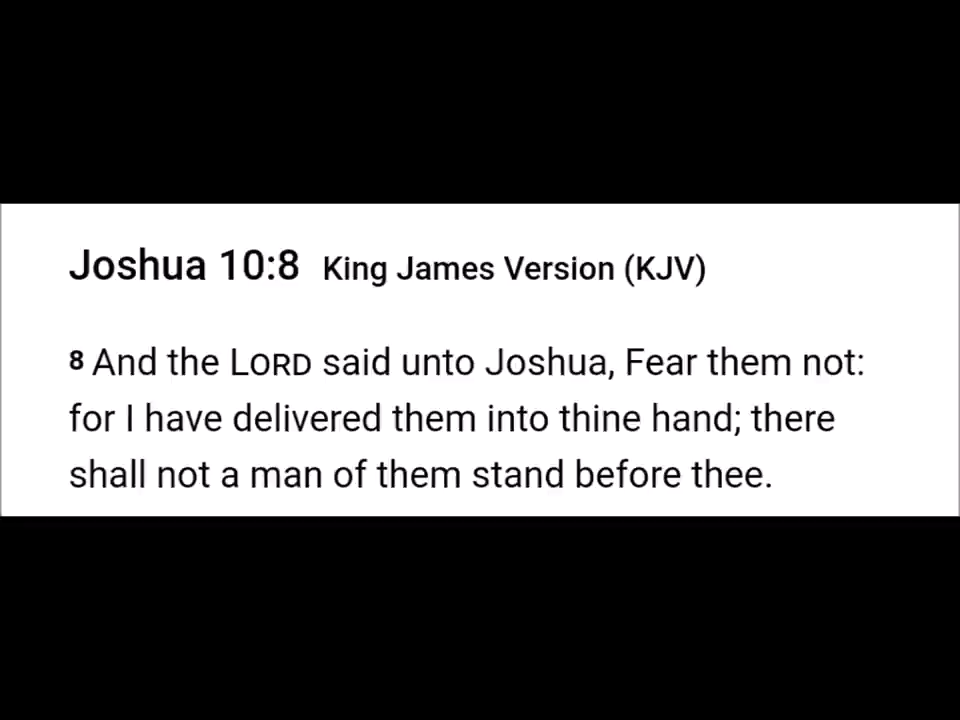 Joshua 10:8 King James Version (KJV)
8 And the LORD said unto Joshua, Fear them not:
for I have delivered them into thine hand; there
shall not a man of them stand before thee.